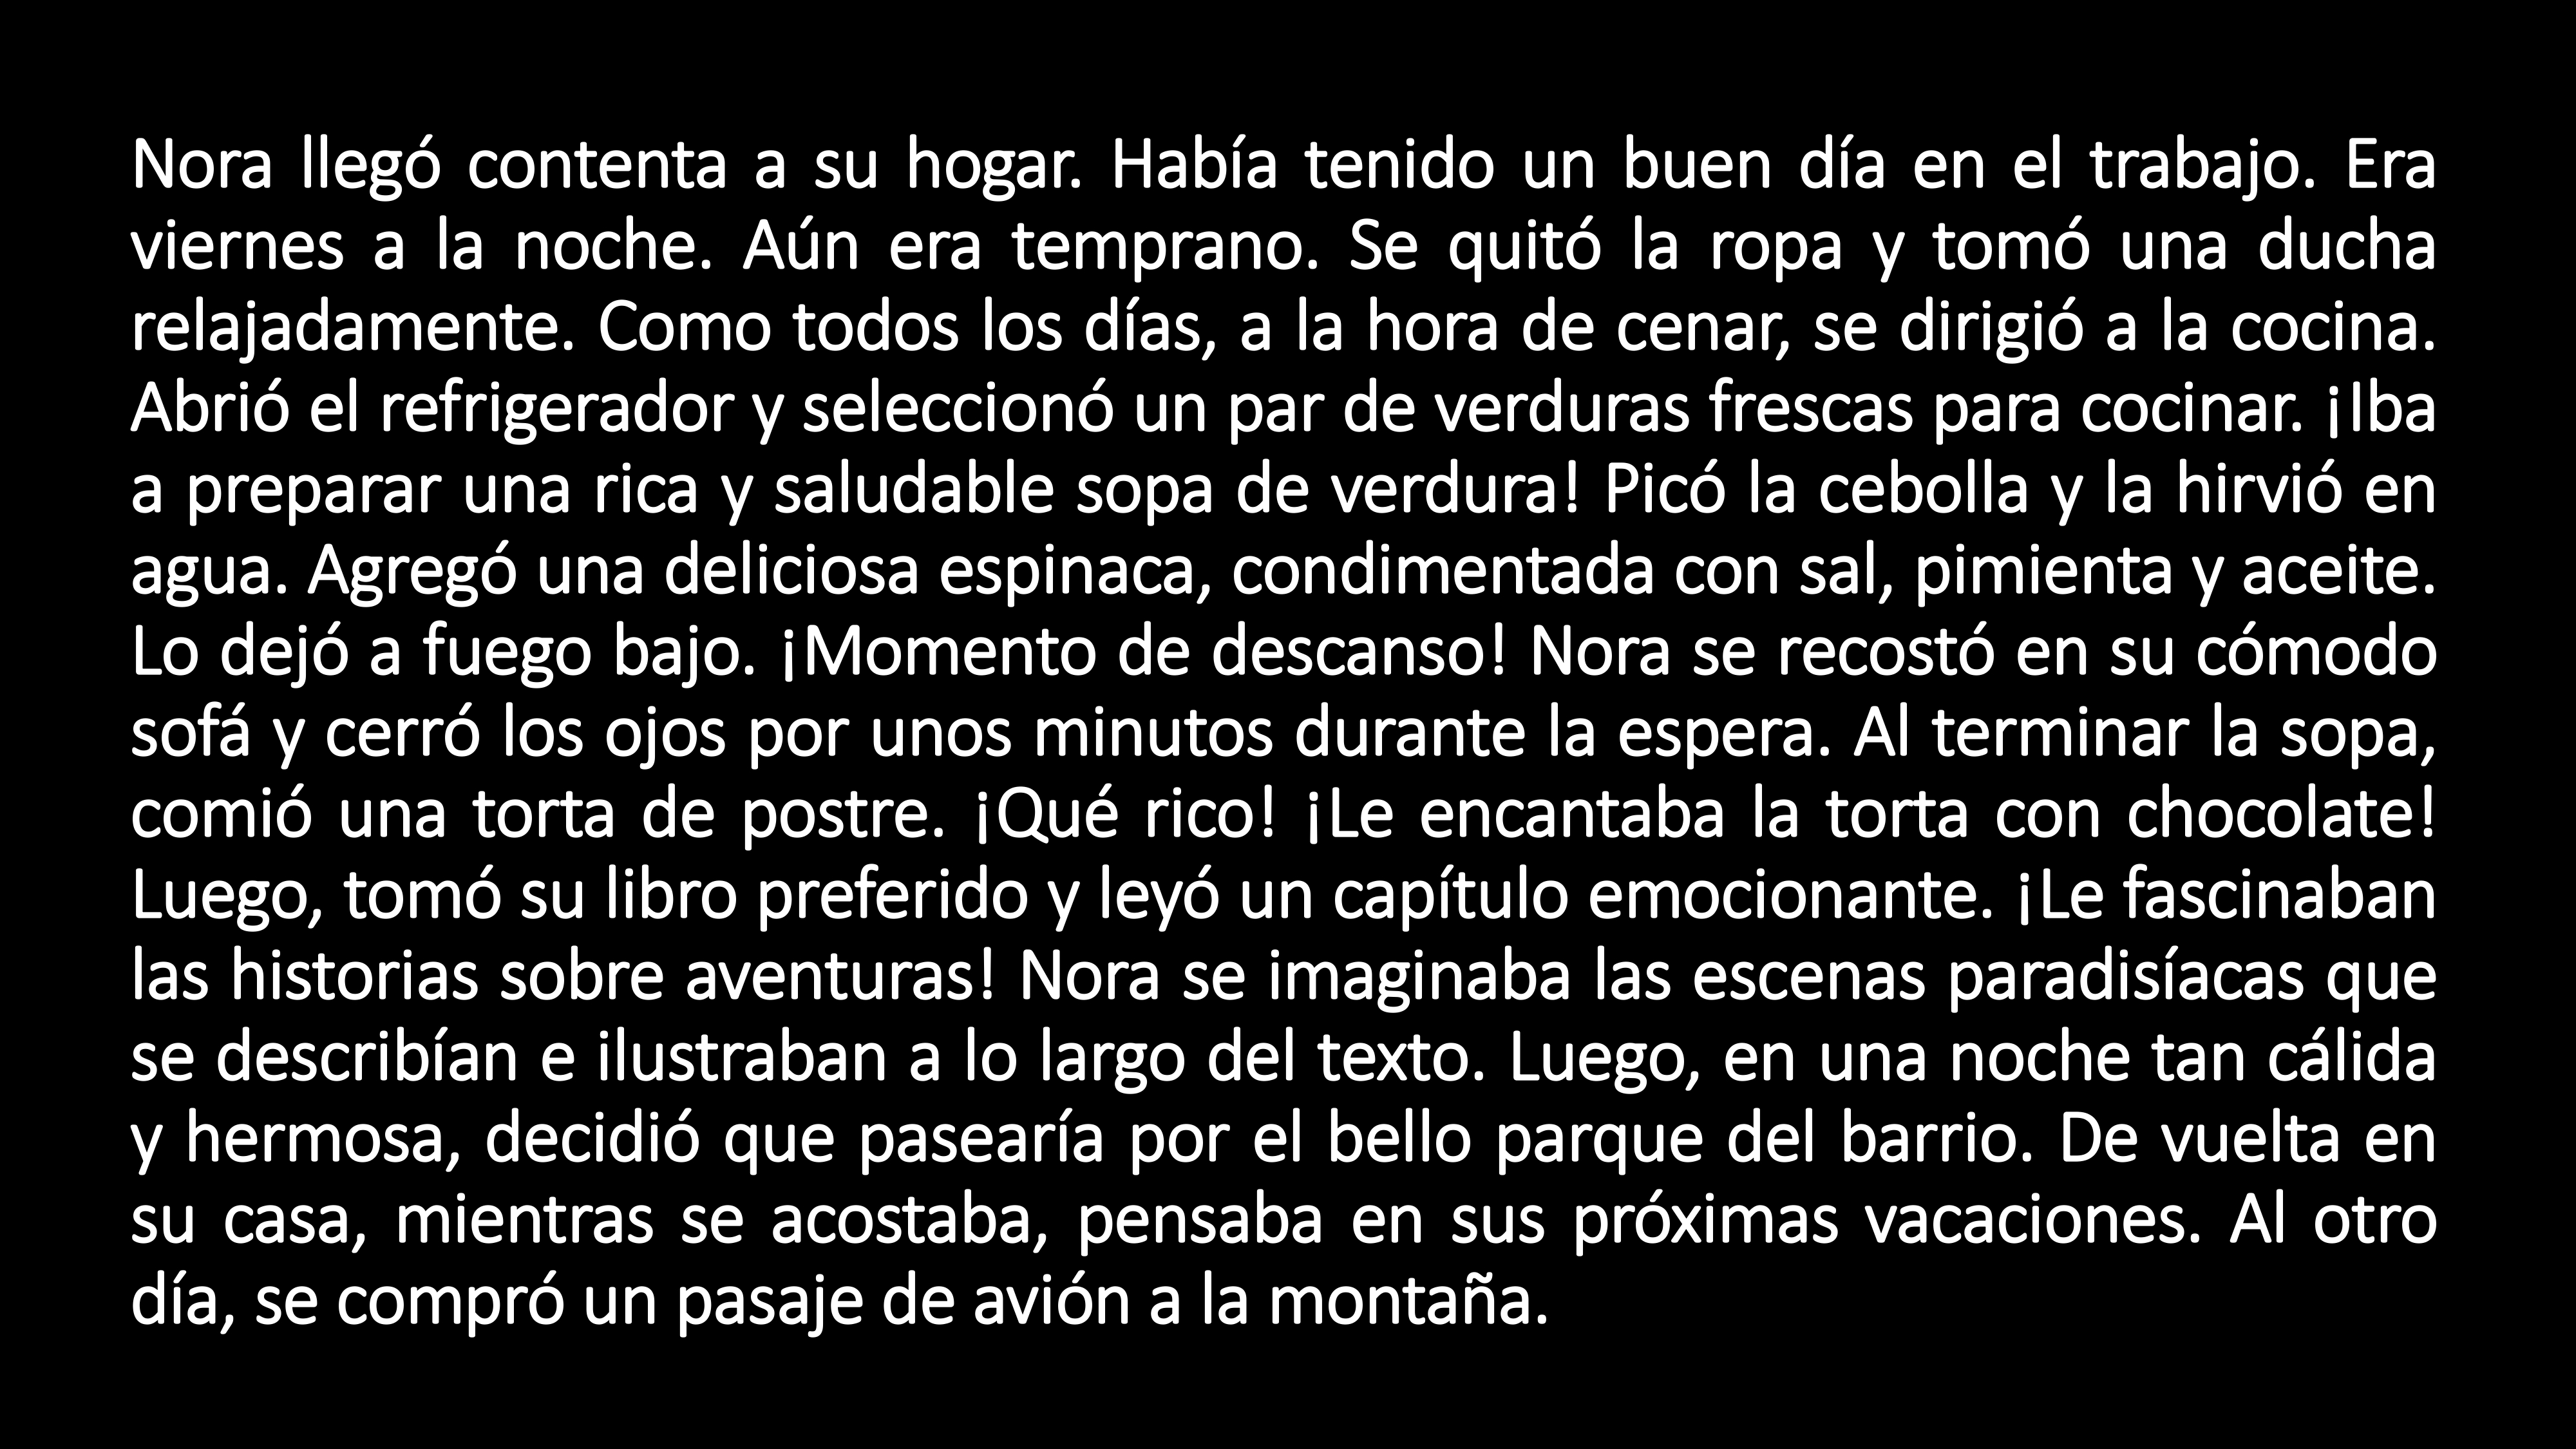 Nora llegó contenta a su hogar. Había tenido un buen día en el trabajo. Era
viernes a la noche. Aún era temprano. Se quitó la ropa y tomó una ducha
relajadamente. Como todos los días, a la hora de cenar, se dirigió a la cocina.
Abrió el refrigerador y seleccionó un par de verduras frescas para cocinar. ¡Iba
a preparar una rica y saludable sopa de verdura! Picó la cebolla y la hirvió en
agua. Agregó una deliciosa espinaca, condimentada con sal, pimienta y aceite.
Lo dejó a fuego bajo. ¡Momento de descanso! Nora se recostó en su cómodo
sofá y cerró los ojos por unos minutos durante la espera. Al terminar la sopa,
comió una torta de postre. ¡Qué rico! ¡Le encantaba la torta con chocolate!
Luego, tomó su libro preferido y leyó un capítulo emocionante. ¡Le fascinaban
las historias sobre aventuras! Nora se imaginaba las escenas paradisíacas que
se describían e ilustraban a lo largo del texto. Luego, en una noche tan cálida
y hermosa, decidió que pasearía por el bello parque del barrio. De vuelta en
su casa, mientras se acostaba, pensaba en sus próximas vacaciones. Al otro
día, se compró un pasaje de avión a la montaña.